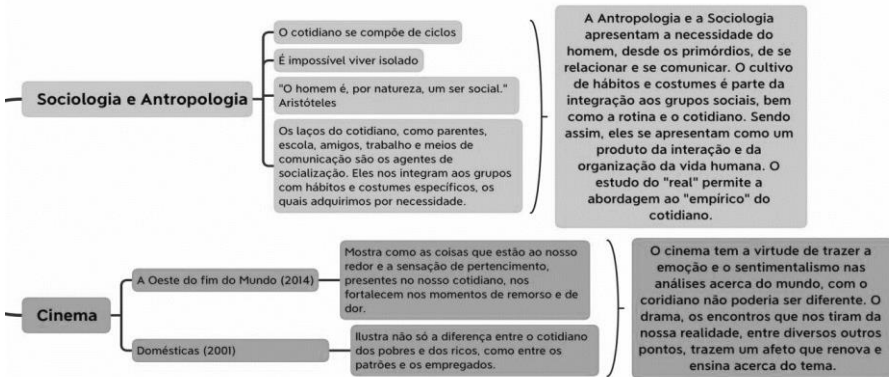 Sociologia e Antropologia
O cotidiano se compõe de ciclos
É impossível viver isolado
"O homem é, por natureza, um ser social."
Aristóteles
Os laços do cotidiano, como parentes,
escola, amigos, trabalho e meios de
comunicação são os agentes de
socialização. Eles nos integram aos grupos
com hábitos e costumes específicos, os
quais adquirimos por necessidade.
A Antropologia e a Sociologia
apresentam a necessidade do
homem, desde os primórdios, de se
relacionar e se comunicar. O cultivo
de hábitos e costumes é parte da
integração aos grupos sociais, bem
como a rotina e o cotidiano. Sendo
assim, eles se apresentam como um
produto da interação e da
organização da vida humana. O
estudo do "real" permite a
abordagem ao "empírico" do
cotidiano.
Cinema
A Oeste do fim do Mundo (2014)
Mostra como as coisas que estão ao nosso
redor e a sensação de pertencimento,
presentes no nosso cotidiano, nos
fortalecem nos momentos de remorso e de
dor.
Domésticas (2001)
Ilustra não só a diferença entre o cotidiano
dos pobres e dos ricos, como entre os
patrões e os empregados.
O cinema tem a virtude de trazer a
emoção e o sentimentalismo nas
análises acerca do mundo, com o
coridiano não poderia ser diferente. O
drama, os encontros que nos tiram da
nossa realidade, entre diversos outros
pontos, trazem um afeto que renova e
ensina acerca do tema.